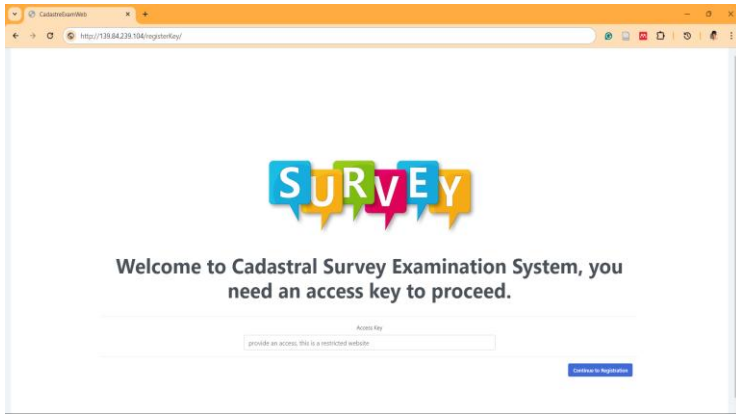 CadastreExamWeb
http://139.84.239.104/registerKey/
SURVEY
Welcome to Cadastral Survey Examination System, you
need an access key to proceed.
Access Key
provide an access, this is a restricted website
Continue to Registration